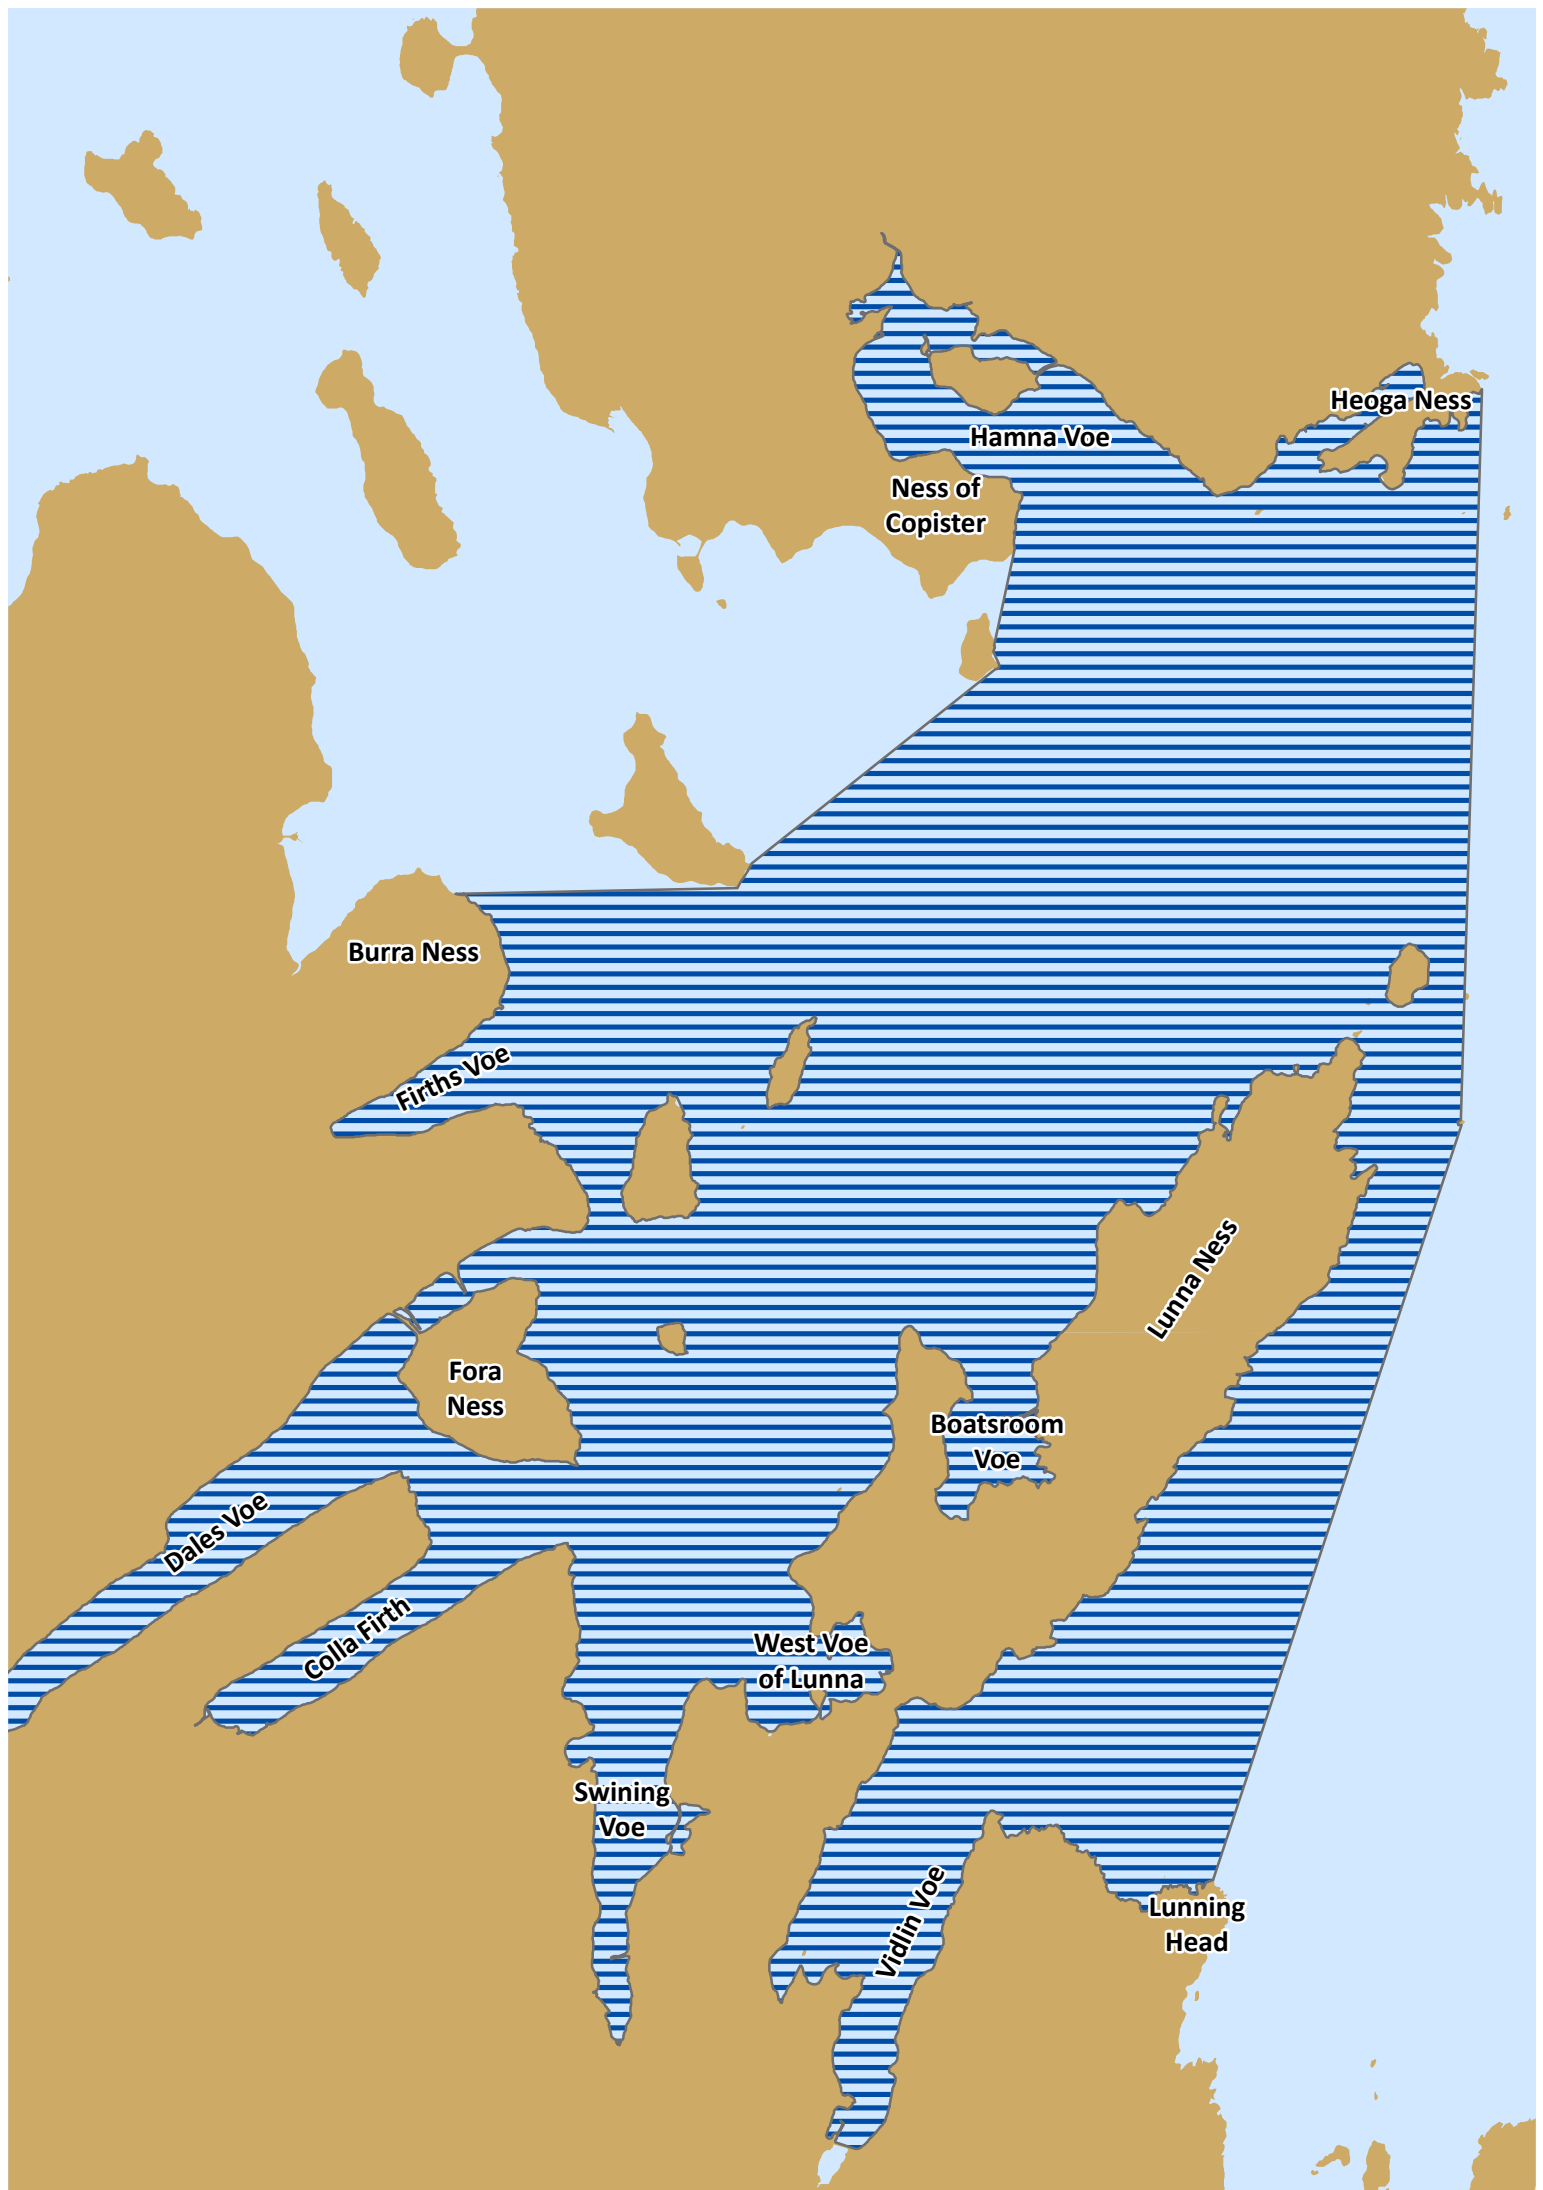 Heoga Ness
Hamna Voe
Ness of
Copister
Burra Ness
Firths Voe
Lunna Ness
Fora
Ness
Boatsroom
Voe
Dales Voe
Colla Firth
West Voe
of Lunna
Swining
Voe
Vidlin Voe
Lunning
Head